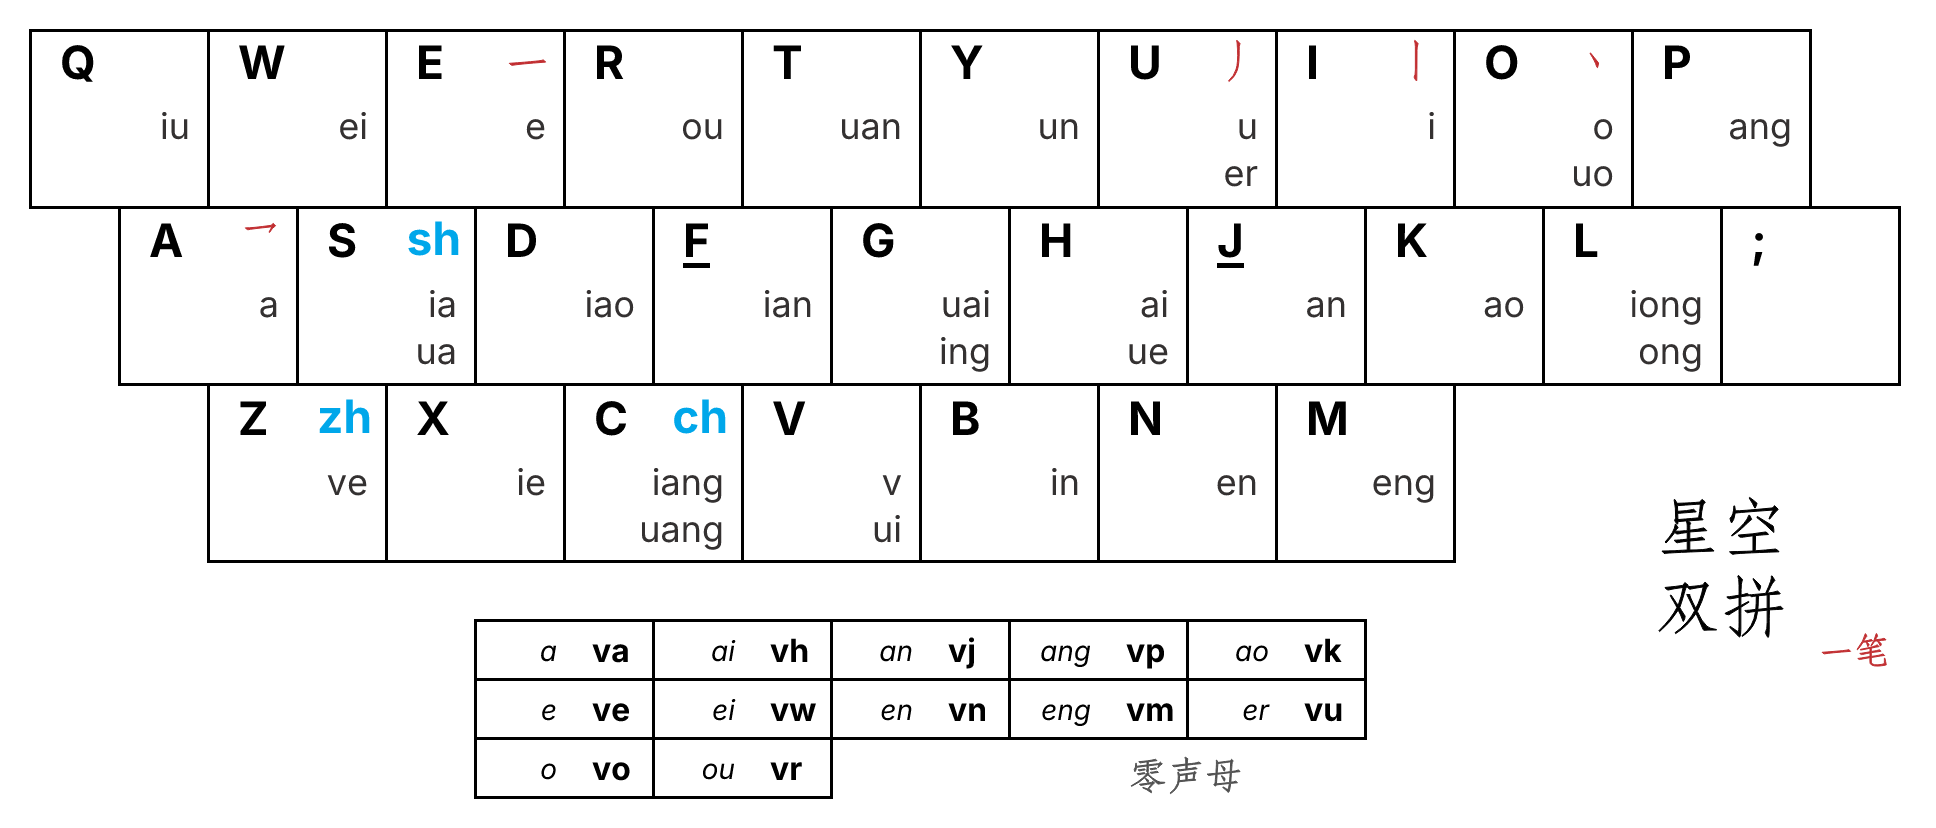 Q W E 一 R T Y U 丿 I 丨 O 丶 P
iu ei e ou uan un u i o ang
er uo
A ㇖ S sh D F G H J K L ;
a ia iao ian uai ai an ao iong
ua ing ue ong
Z zh X C ch V B N M
ve ie iang v in en eng
uang ui
星空
双拼
一笔
a va ai vh an vj ang vp ao vk
e ve ei vw en vn eng vm er vu
o vo ou vr
零声母